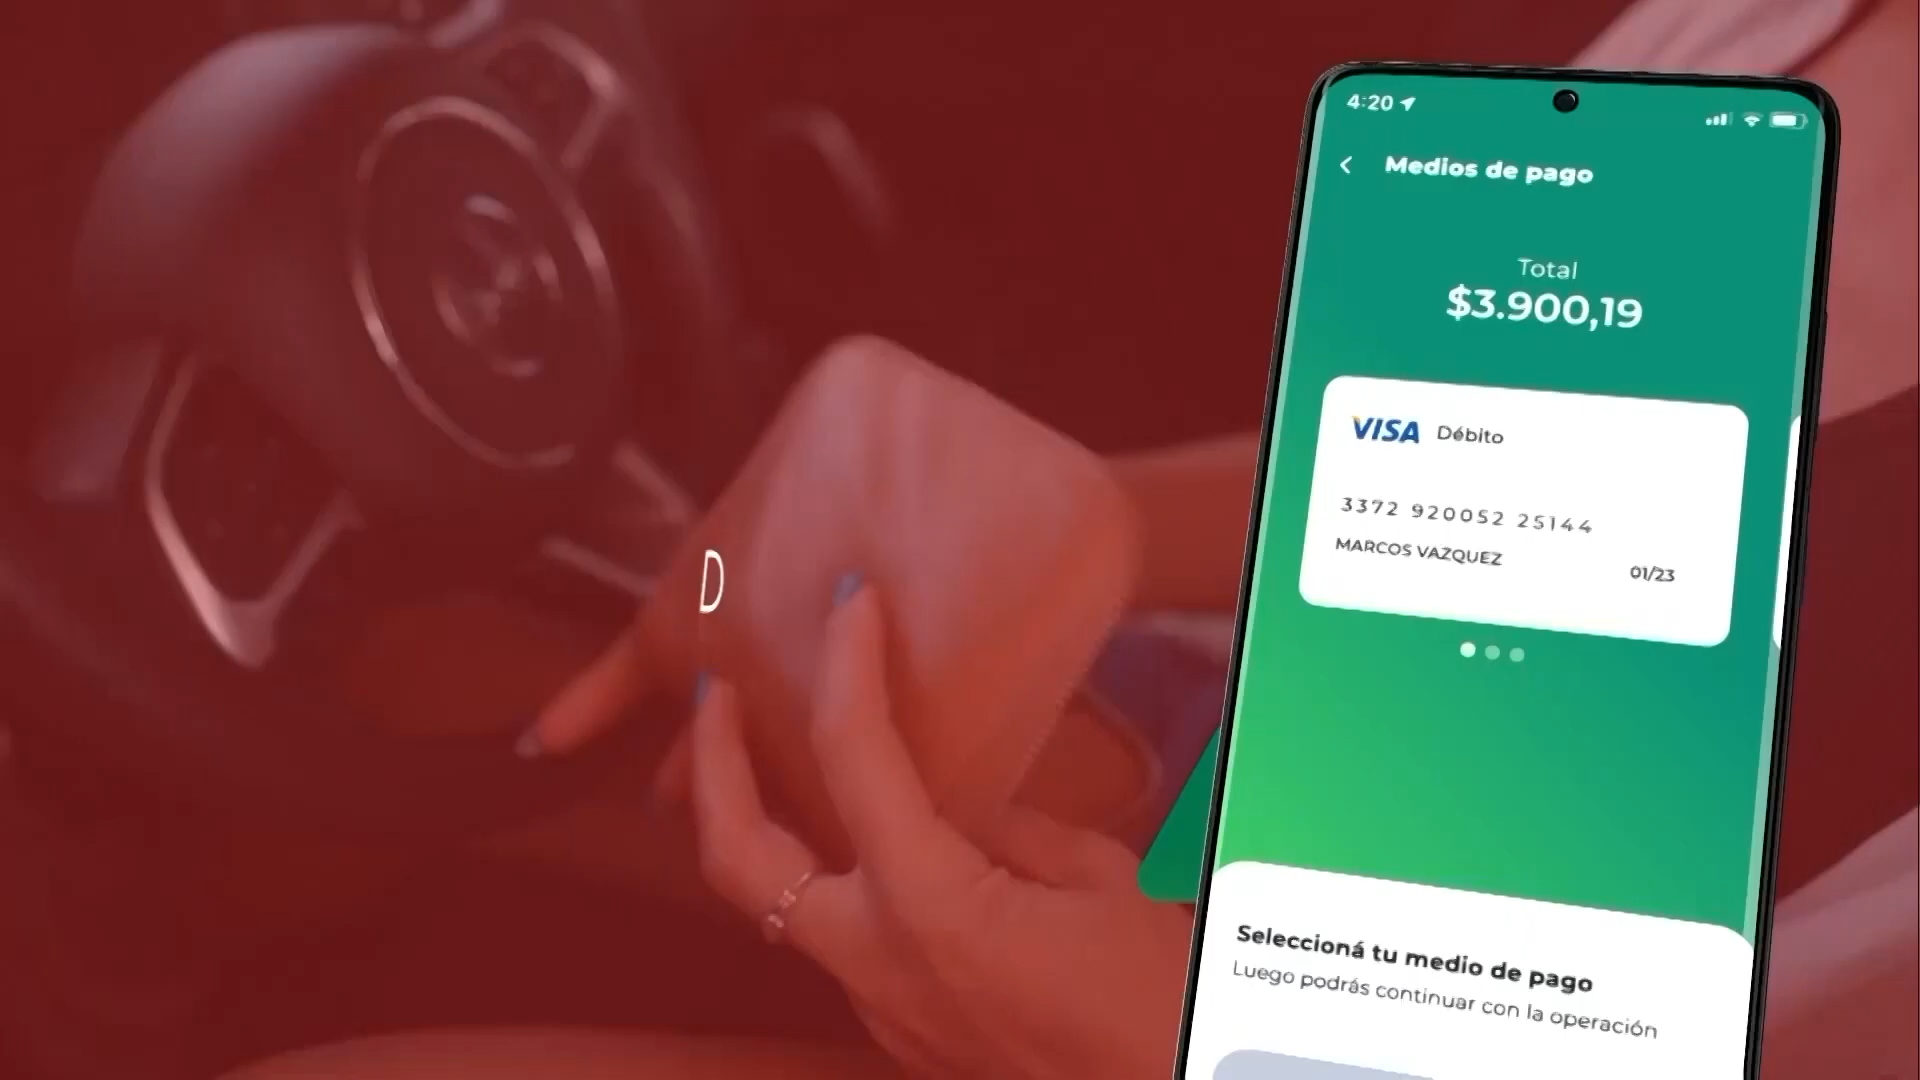 D
4:20
Medios de pago
Total
$3.900,19
VISA Débito
3372 920052 25144
MARCOS VAZQUEZ
01/23
Seleccioná tu medio de pago
Luego podrás continuar con la operación